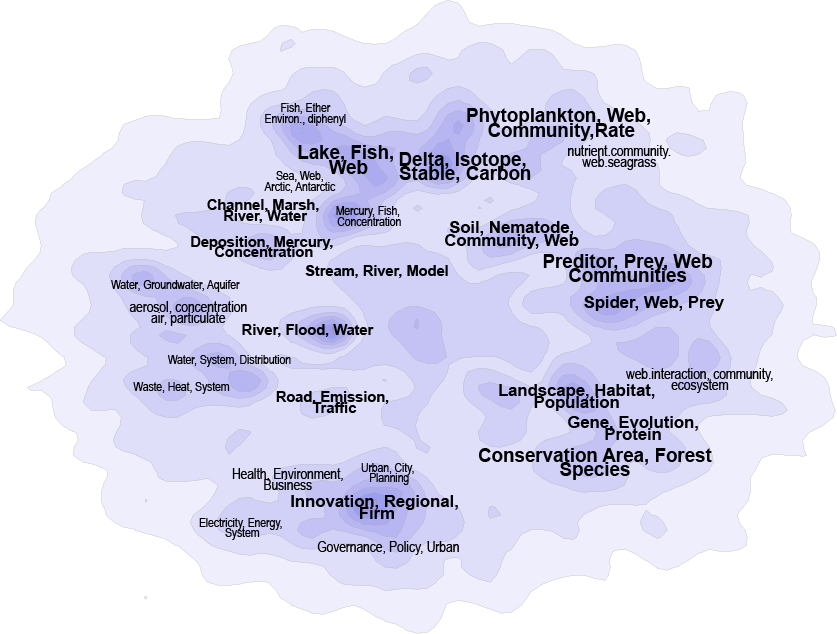 Fish, Ether
Environ., diphenyl
Phytoplankton, Web,
Community,Rate
Lake, Fish,
Web
Delta, Isotope,
Stable, Carbon
nutrient.community.
web.seagrass
Sea, Web,
Arctic, Antarctic
Channel, Marsh,
River, Water
Mercury, Fish,
Concentration
Deposition, Mercury,
Concentration
Soil, Nematode,
Community, Web
Stream, River, Model
Preditor, Prey, Web
Communities
Water, Groundwater, Aquifer
aerosol, concentration
air, particulate
Spider, Web, Prey
River, Flood, Water
Water, System, Distribution
Waste, Heat, System
web.interaction, community,
ecosystem
Road, Emission,
Traffic
Landscape, Habitat,
Population
Gene, Evolution,
Protein
Conservation Area, Forest
Species
Health, Environment,
Business
Urban, City,
Planning
Innovation, Regional,
Firm
Electricity, Energy,
System
Governance, Policy, Urban